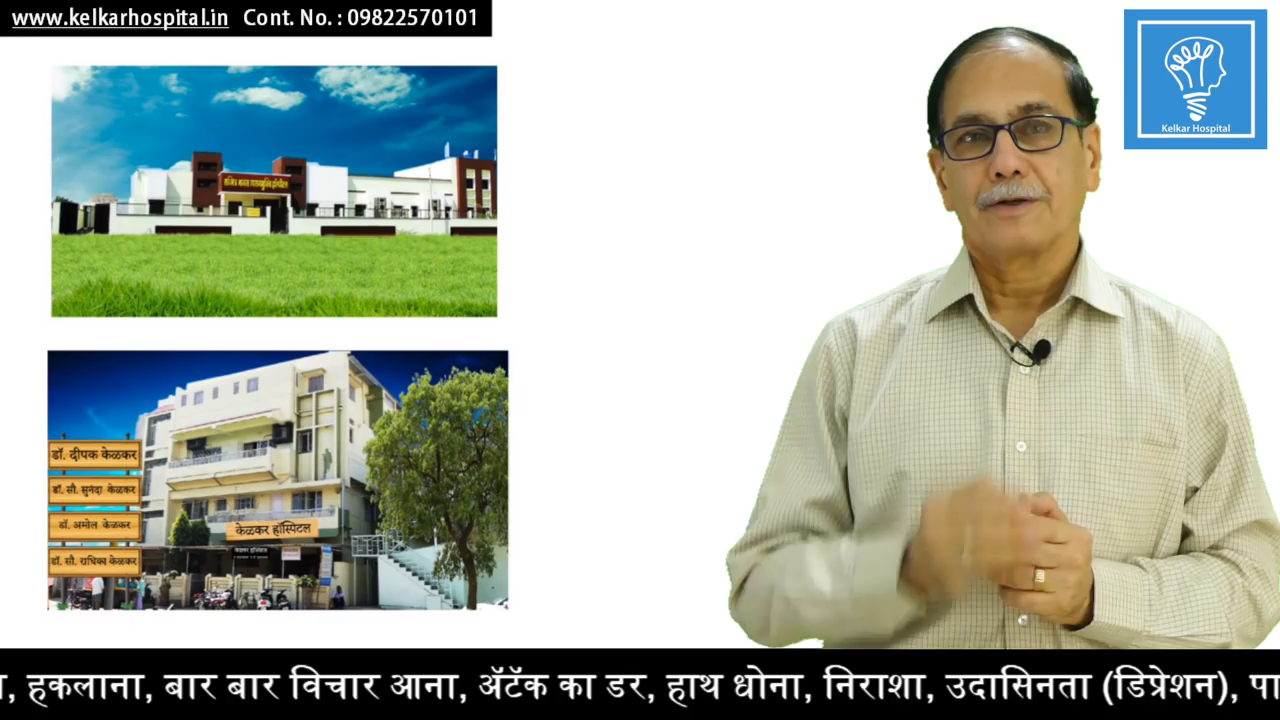 www.kelkarhospital.in Cont. No. : 09822570101
Kelkar Hospital
डॉ. दीपक केळकर
डॉ. सौ. सुनंदा केळकर
डॉ. अमोल केळकर
डॉ. सौ. राधिका केळकर
केळकर हॉस्पिटल
हकलाना, बार बार विचार आना, ॲटॅक का डर, हाथ धोना, निराशा, उदासिनता (डिप्रेशन), पा